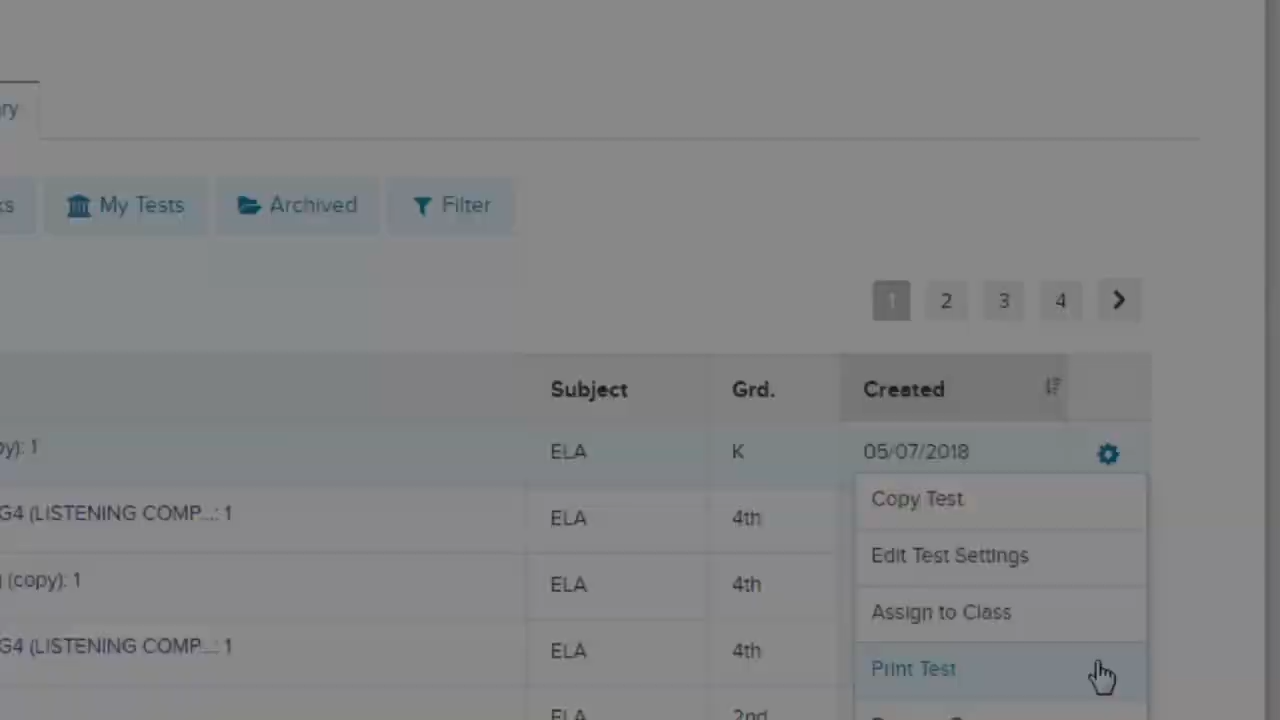 ry
ks My Tests Archived Filter
1 2 3 4
Subject Grd. Created
py): 1 ELA K 05/07/2018
Copy Test
G4 (LISTENING COMP...: 1 ELA 4th
Edit Test Settings
(copy): 1 ELA 4th
Assign to Class
G4 (LISTENING COMP...: 1 ELA 4th
Print Test
ELA 2nd